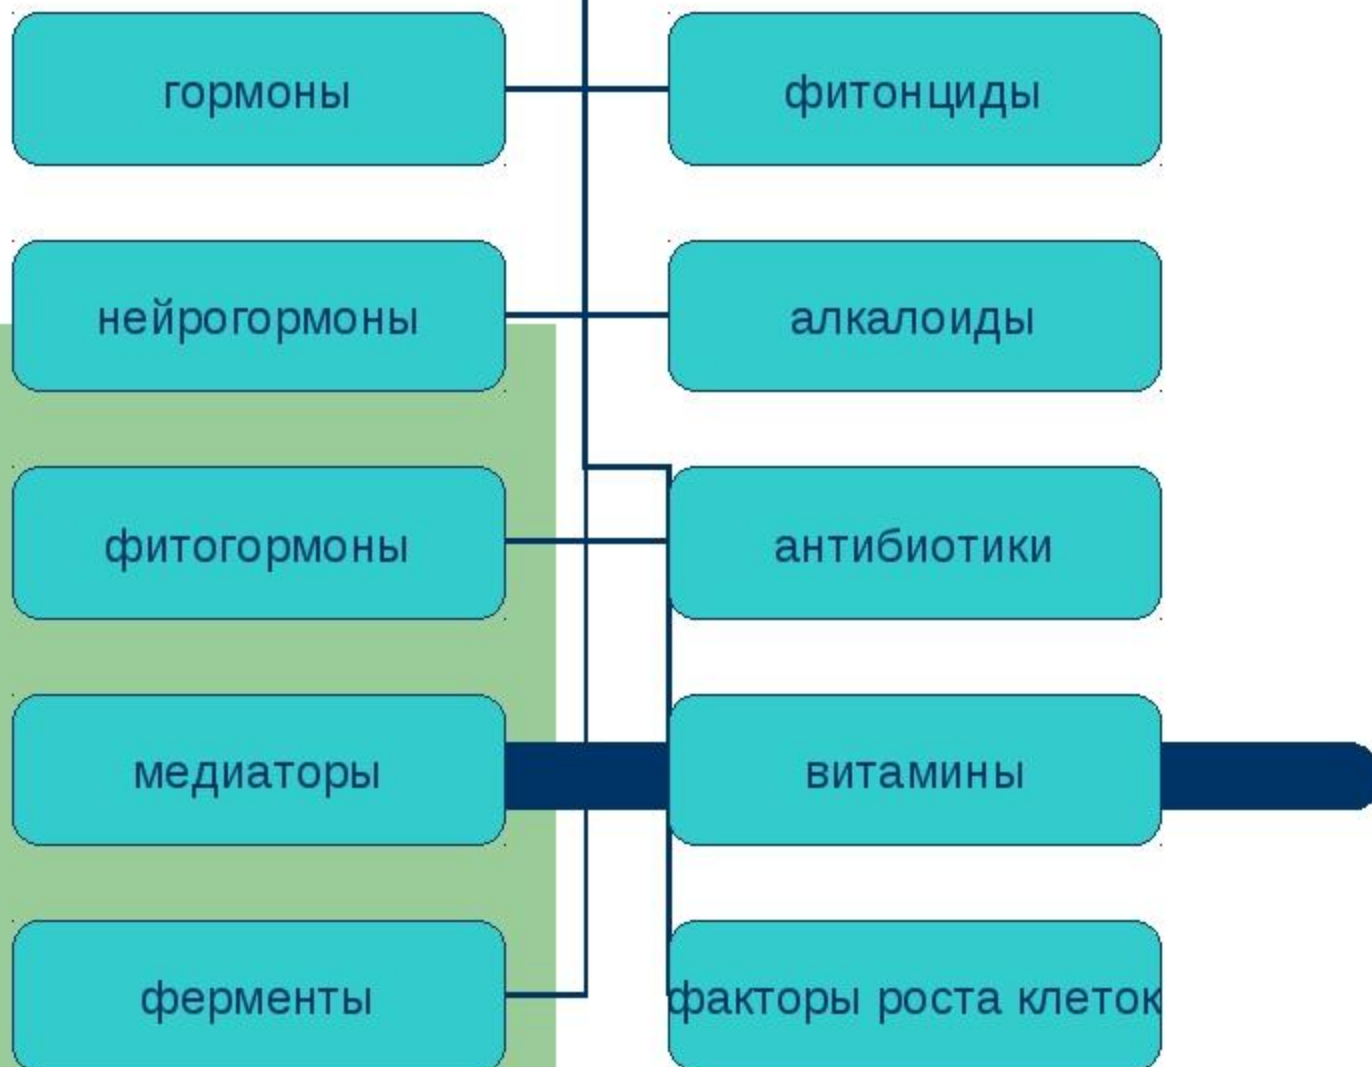 гормоны
фитонциды
нейрогормоны
алкалоиды
фитогормоны
антибиотики
медиаторы
витамины
ферменты
факторы роста клеток